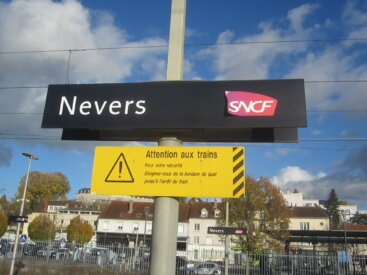 Nevers
SNCF
Attention aux trains
Pour votre sécurité
Eloignez-vous de la bordure du quai
jusqu'à l'arrêt du train
Nevers